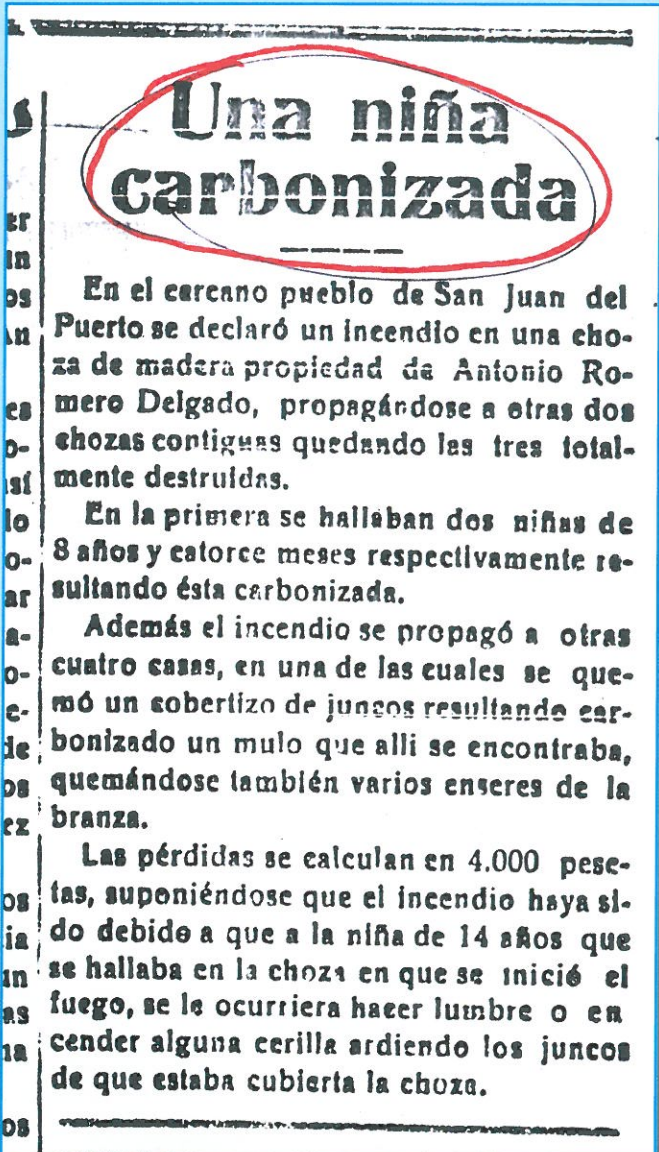 Una niña
carbonizada
En el cercano pueblo de San Juan del
Puerto se declaró un incendio en una cho-
za de madera propiedad de Antonio Ro-
mero Delgado, propagándose a otras dos
chozas contiguas quedando las tres total-
mente destruidas.
En la primera se hallaban dos niñas de
8 años y catorce meses respectivamente re-
sultando ésta carbonizada.
Además el incendio se propagó a otras
cuatro casas, en una de las cuales se que-
mó un sobertizo de juncos resultando car-
bonizado un mulo que alli se encontraba,
quemándose también varios enseres de la
branza.
Las pérdidas se calculan en 4.000 pese-
tas, suponiéndose que el incendio haya si-
do debido a que a la niña de 14 años que
se hallaba en la choza en que se inició el
fuego, se le ocurriera hacer lumbre o en
cender alguna cerilla ardiendo los juncos
de que estaba cubierta la choza.